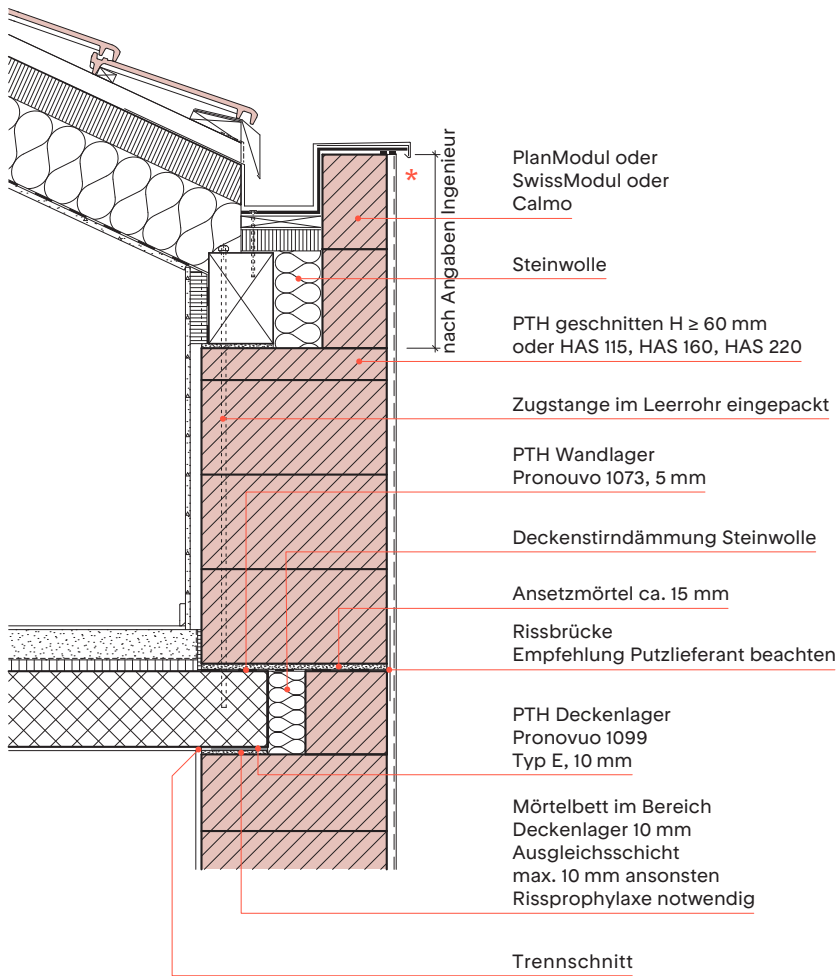 *
nach Angaben Ingenieur
PlanModul oder
SwissModul oder
Calmo
Steinwolle
PTH geschnitten H ≥ 60 mm
oder HAS 115, HAS 160, HAS 220
Zugstange im Leerrohr eingepackt
PTH Wandlager
Pronouvo 1073, 5 mm
Deckenstirndämmung Steinwolle
Ansetzmörtel ca. 15 mm
Rissbrücke
Empfehlung Putzlieferant beachten
PTH Deckenlager
Pronovuo 1099
Typ E, 10 mm
Mörtelbett im Bereich
Deckenlager 10 mm
Ausgleichsschicht
max. 10 mm ansonsten
Rissprophylaxe notwendig
Trennschnitt